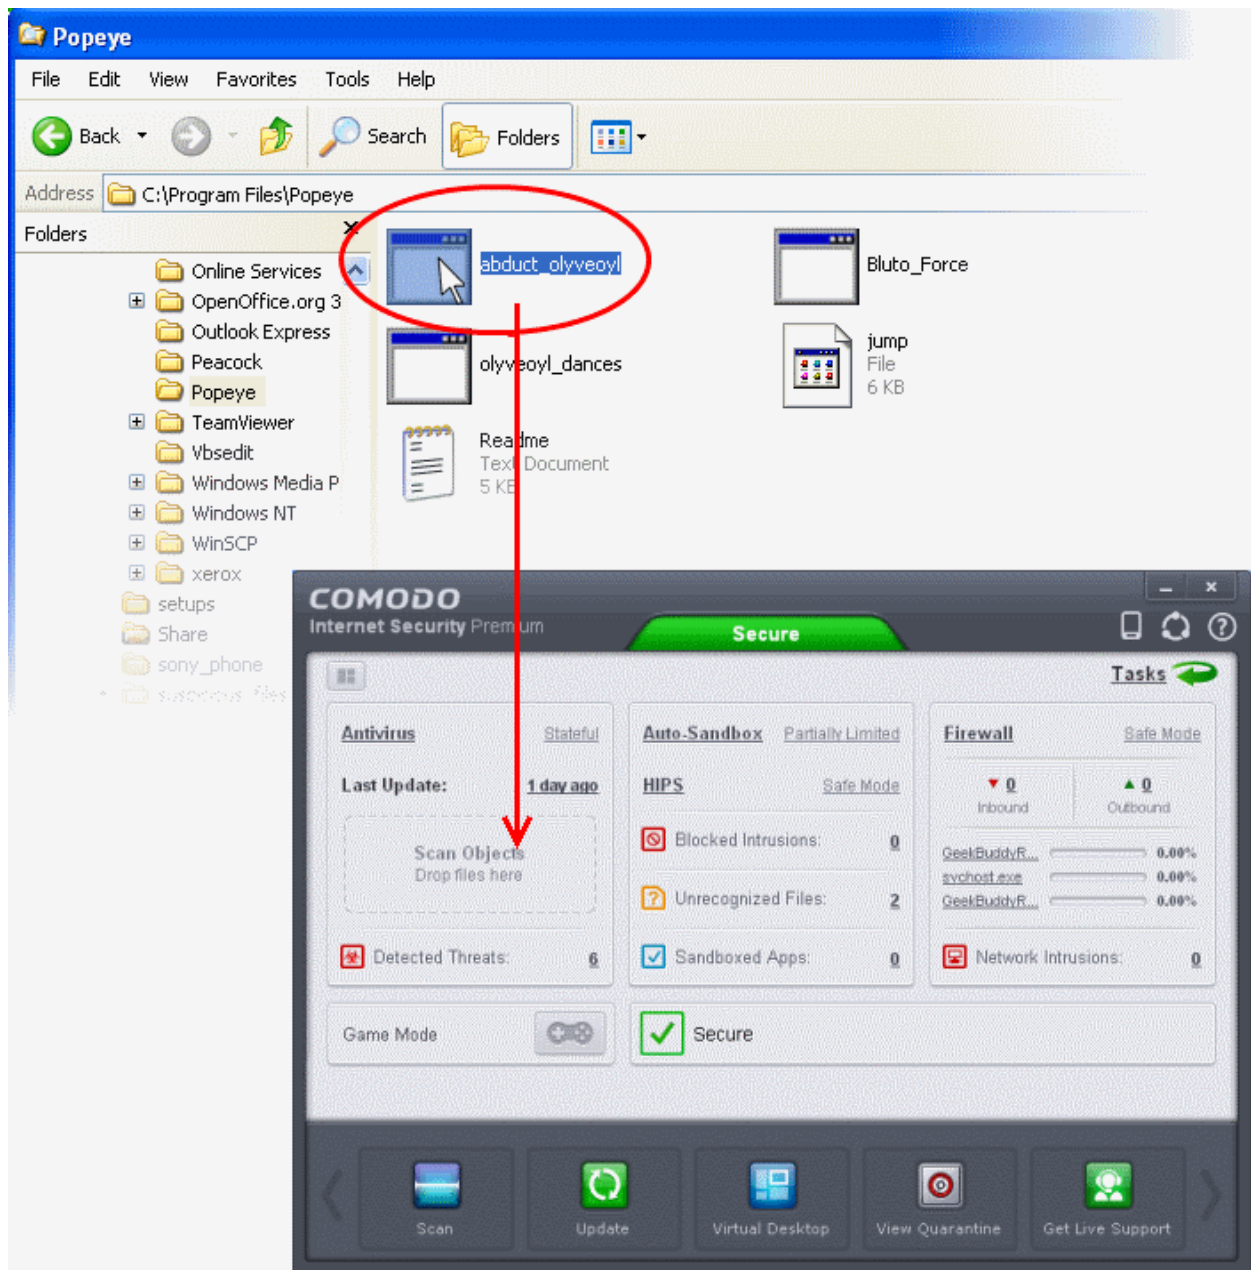 Popeye
File Edit View Favorites Tools Help
Back Search Folders
Address C:\Program Files\Popeye
Folders
Online Services
OpenOffice.org 3
Outlook Express
Peacock
Popeye
TeamViewer
Vbsedit
Windows Media P
Windows NT
WinSCP
xerox
setups
Share
sony_phone
suspicious_files
abduct_olyveoyl
Bluto_Force
olyveoyl_dances
jump
File
6 KB
Readme
Text Document
5 KB
COMODO
Internet Security Premium
Secure
Tasks
Antivirus Stateful
Last Update: 1 day ago
Scan Objects
Drop files here
Detected Threats: 6
Auto-Sandbox Partially Limited
HIPS Safe Mode
Blocked Intrusions: 0
Unrecognized Files: 2
Sandboxed Apps: 0
Firewall Safe Mode
0 0
Inbound Outbound
GeekBuddyR... 0.00%
svchost.exe 0.00%
GeekBuddyR... 0.00%
Network Intrusions: 0
Game Mode
Secure
Scan
Update
Virtual Desktop
View Quarantine
Get Live Support